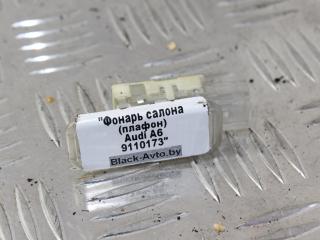 "Фонарь салона
(плафон)
Audi A6
9110173"
Black-Avto.by